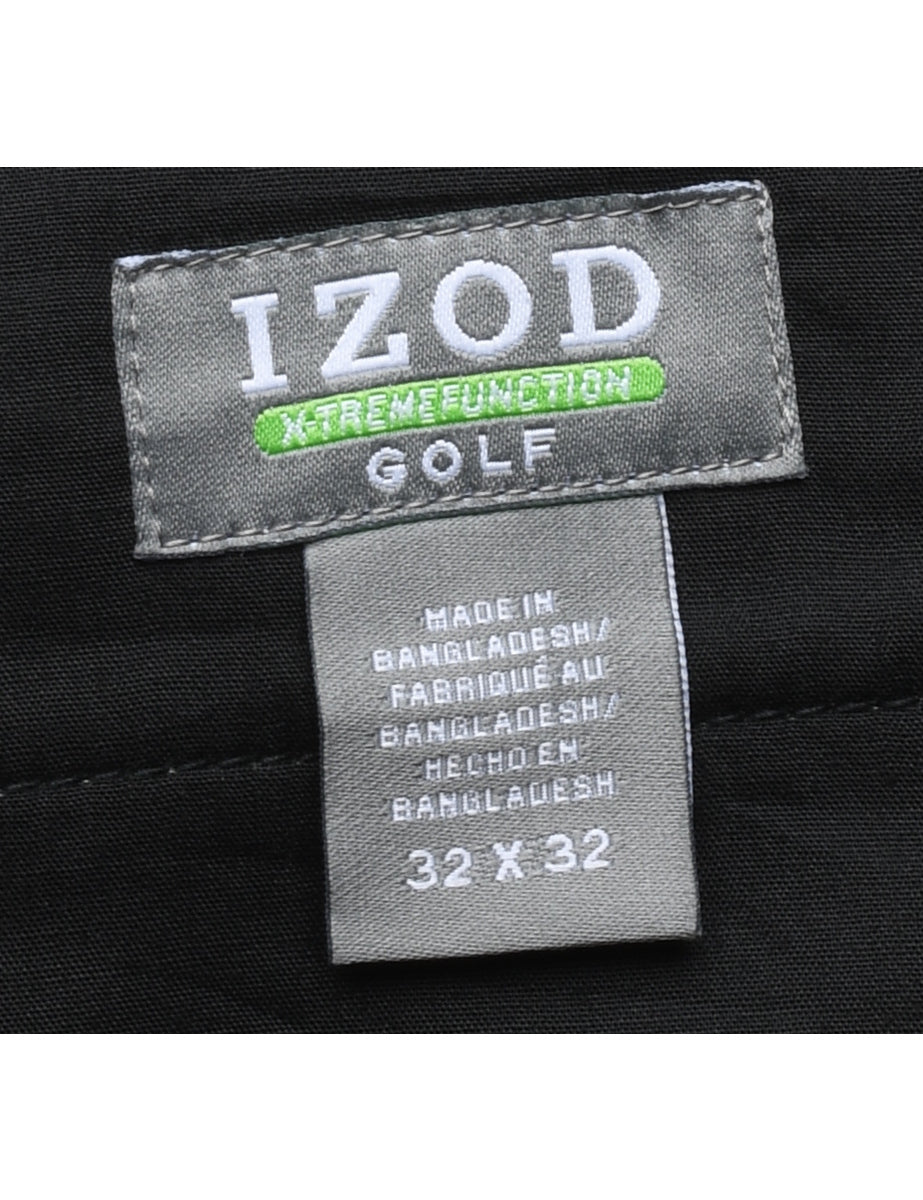 IZOD
X-TREMEFUNCTION
GOLF
MADE IN
BANGLADESH/
FABRIQUÉ AU
BANGLADESH/
HECHO EN
BANGLADESH
32 X 32